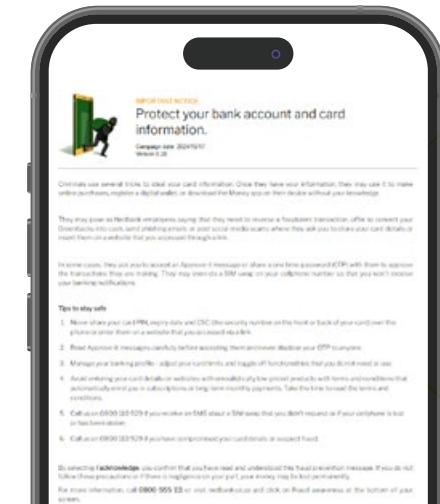 IMPORTANT NOTICE
Protect your bank account and card
information.
Campaign date: 2024/10/17
Criminals use several tricks to steal your card information. Once they have your information, they may use it to make
online purchases, register a digital wallet, or download the Money app on their device without your knowledge.
They may pose as Nedbank employees saying that they need to reverse a fraudulent transaction, offer to convert your
Greenbacks into cash, send phishing emails or post social media scams where they ask you to share your card details or
insert them on a website that you accessed through a link.
In some cases, they ask you to accept an Approve-it message or share a one-time password (OTP) with them to approve
the transactions they are making. They may even do a SIM swap on your cellphone number so that you won't receive
your banking notifications.
Tips to stay safe
1. Never share your card PIN, expiry date and CSC (the security number on the front or back of your card) over the
phone or enter them on a website that you accessed via a link.
2. Read Approve-it messages carefully before accepting them and never disclose your OTP to anyone.
3. Manage your banking profile - adjust your card limits and toggle off functionalities that you do not need or use.
4. Avoid entering your card details on websites with unrealistically low-priced products with terms and conditions that
automatically enrol you in subscriptions or long-term monthly payments. Take the time to read the terms and
conditions.
5. Call us on 0800 110 929 if you receive an SMS about a SIM swap that you didn't request or if your cellphone is lost
or has been stolen.
6. Call us on 0800 110 929 if you have compromised your card details or suspect fraud.
By selecting I acknowledge, you confirm that you have read and understood this fraud prevention message. If you do not
follow these precautions or if there is negligence on your part, your money may be lost permanently.
For more information, call 0800 555 111 or visit nedbank.co.za and click on Fraud awareness at the bottom of your
screen.